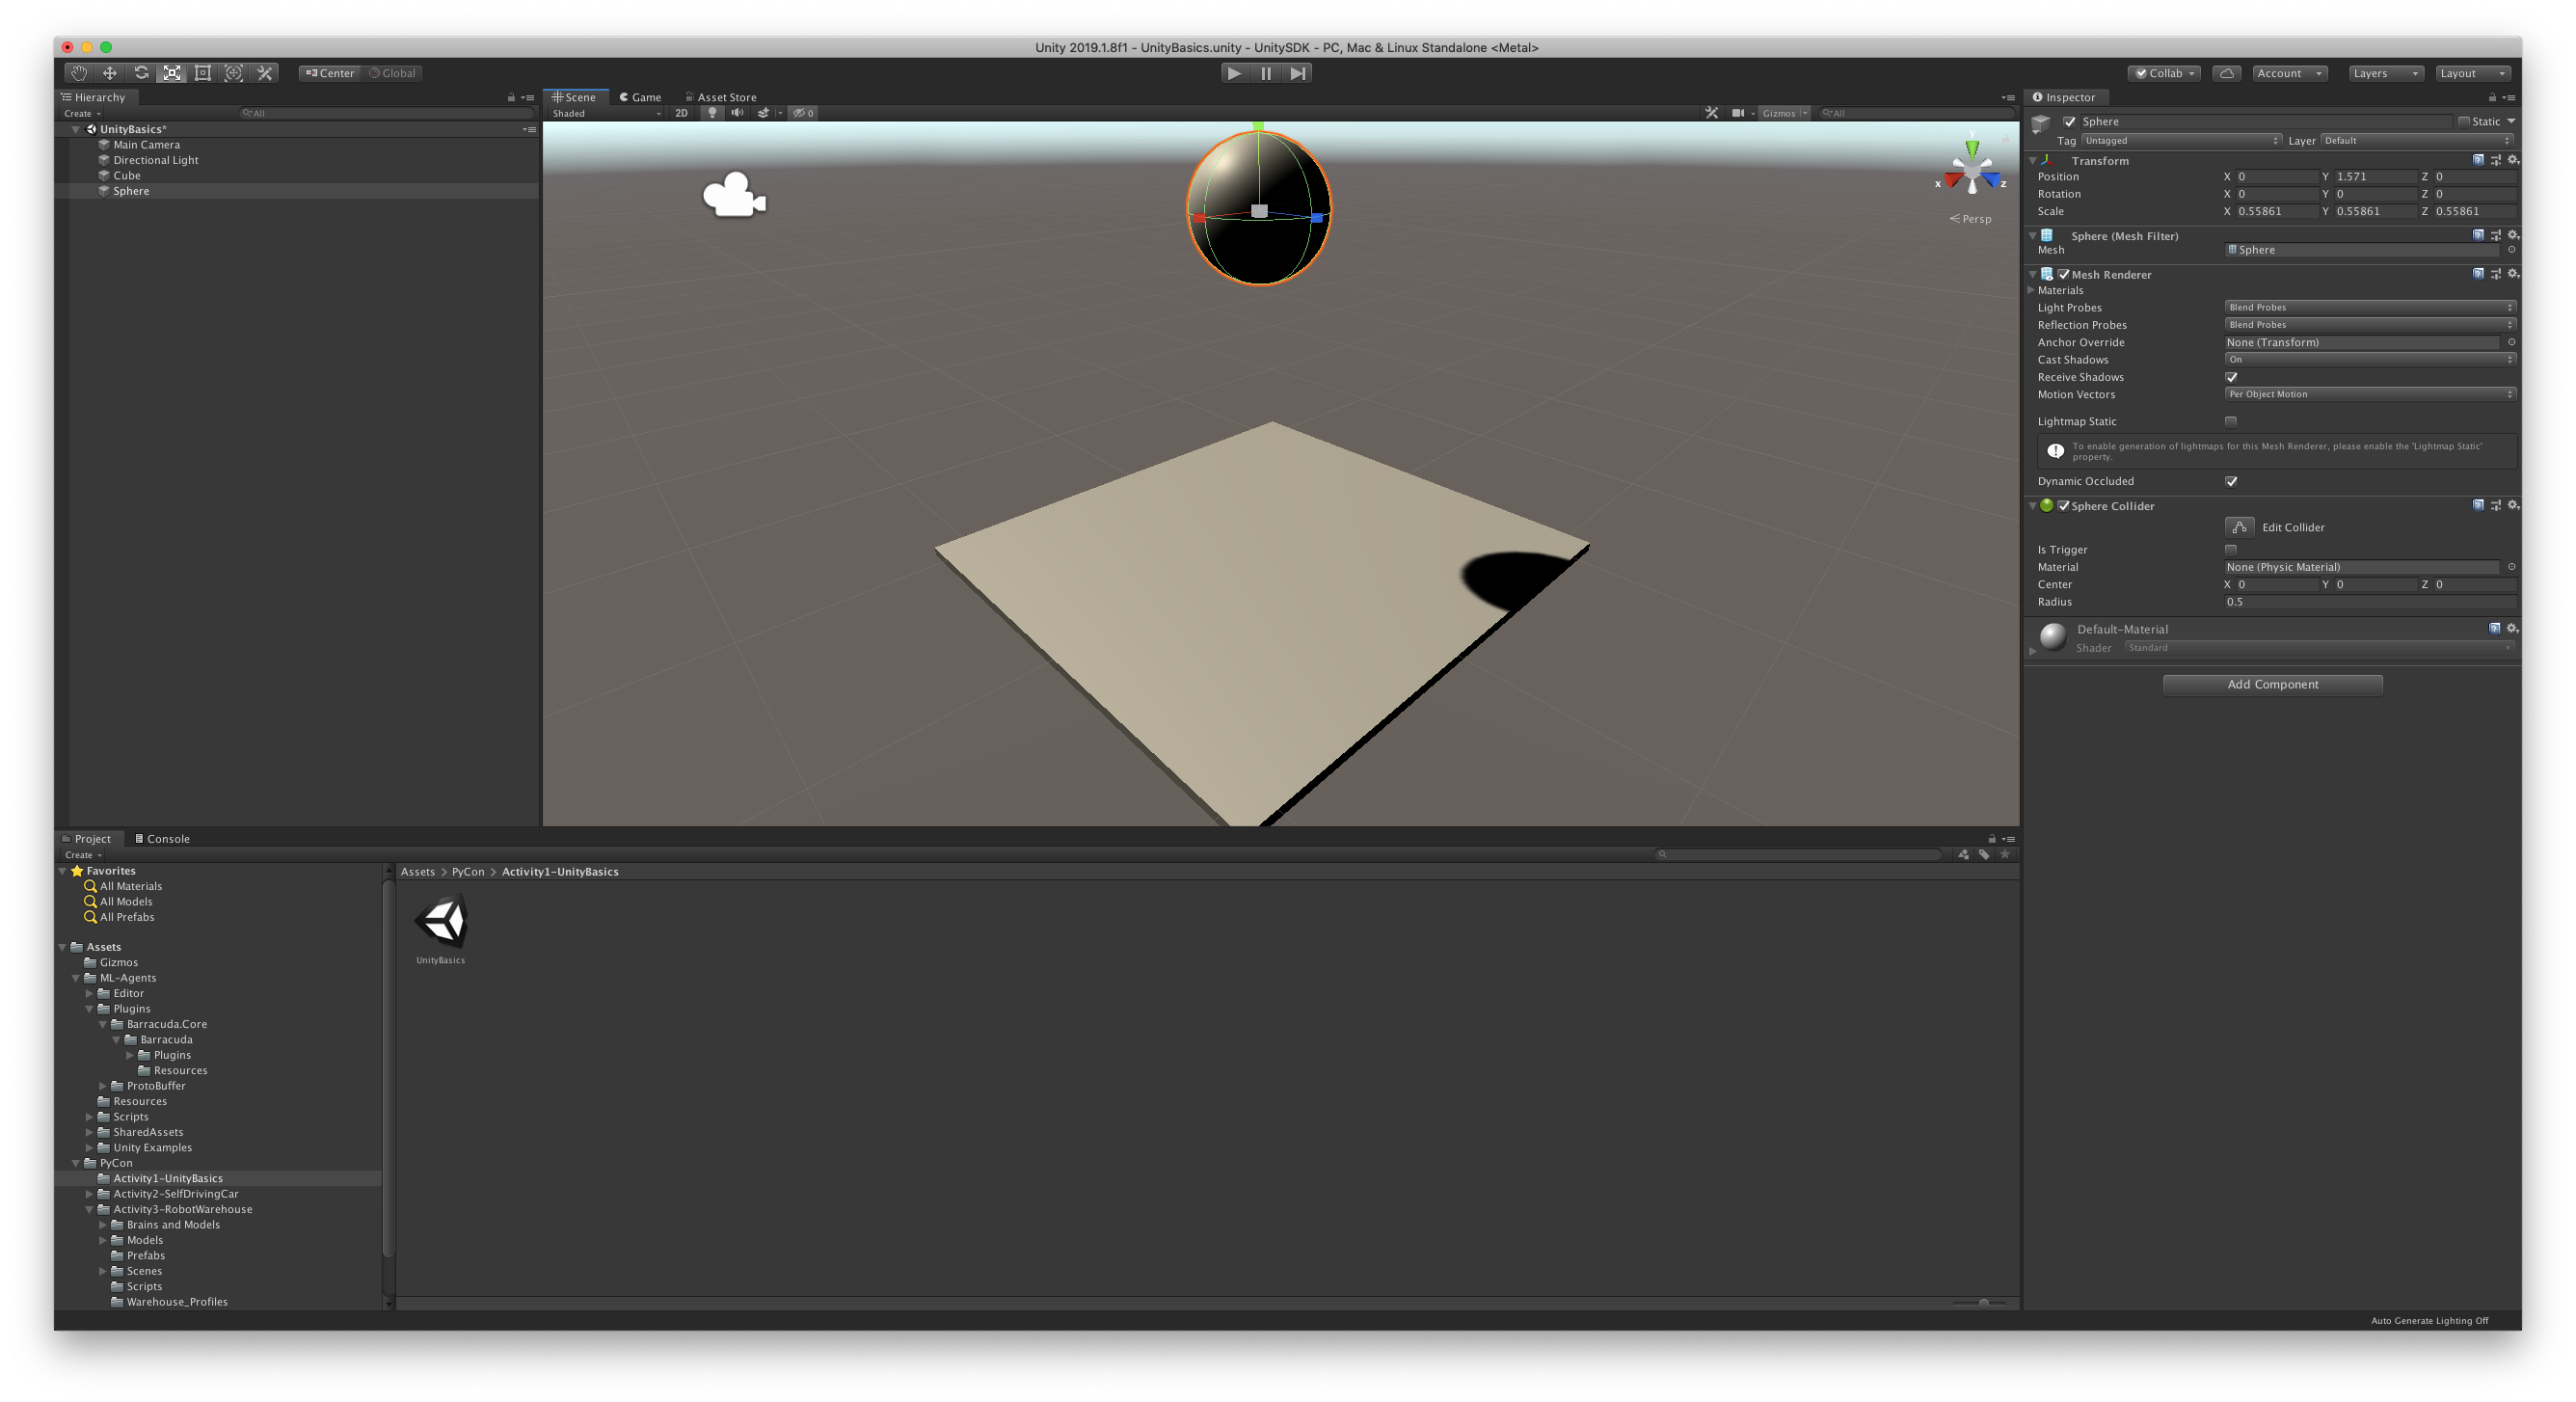 Unity 2019.1.8f1 - UnityBasics.unity - UnitySDK - PC, Mac & Linux Standalone <Metal>
Center Global Collab Account Layers Layout
Hierarchy
Create All
UnityBasics*
Main Camera
Directional Light
Cube
Sphere
Scene Game Asset Store
Shaded 2D 0 Gizmos All
y
x z
Persp
Inspector
Sphere Static
Tag Untagged Layer Default
Transform
Position X 0 Y 1.571 Z 0
Rotation X 0 Y 0 Z 0
Scale X 0.55861 Y 0.55861 Z 0.55861
Sphere (Mesh Filter)
Mesh Sphere
Mesh Renderer
Materials
Light Probes Blend Probes
Reflection Probes Blend Probes
Anchor Override None (Transform)
Cast Shadows On
Receive Shadows
Motion Vectors Per Object Motion
Lightmap Static
To enable generation of lightmaps for this Mesh Renderer, please enable the 'Lightmap Static'
property.
Dynamic Occluded
Sphere Collider
Edit Collider
Is Trigger
Material None (Physic Material)
Center X 0 Y 0 Z 0
Radius 0.5
Default-Material
Shader Standard
Add Component
Project Console
Create
Favorites
All Materials
All Models
All Prefabs
Assets
Gizmos
ML-Agents
Editor
Plugins
Barracuda.Core
Barracuda
Plugins
Resources
ProtoBuffer
Resources
Scripts
SharedAssets
Unity Examples
PyCon
Activity1-UnityBasics
Activity2-SelfDrivingCar
Activity3-RobotWarehouse
Brains and Models
Models
Prefabs
Scenes
Scripts
Warehouse_Profiles
Assets > PyCon > Activity1-UnityBasics
UnityBasics
Auto Generate Lighting Off